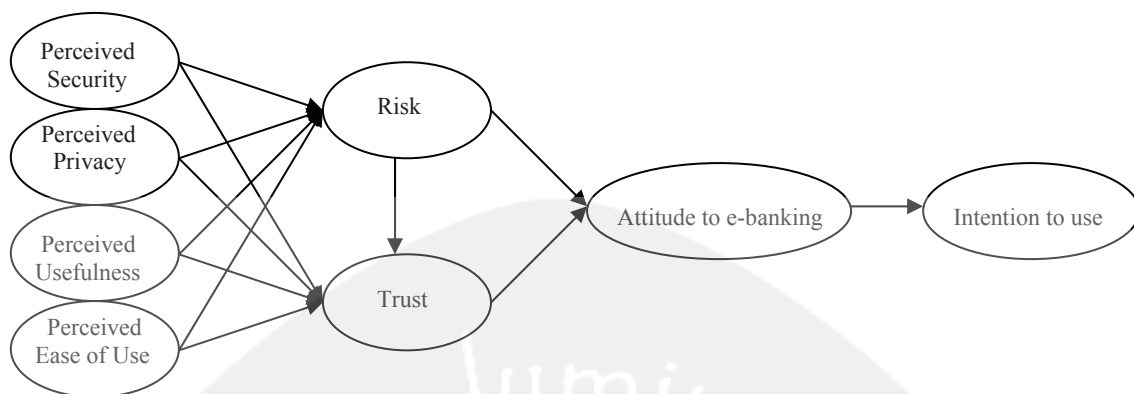 Perceived
Security
Perceived
Privacy
Perceived
Usefulness
Perceived
Ease of Use
Risk
Trust
Attitude to e-banking
Intention to use